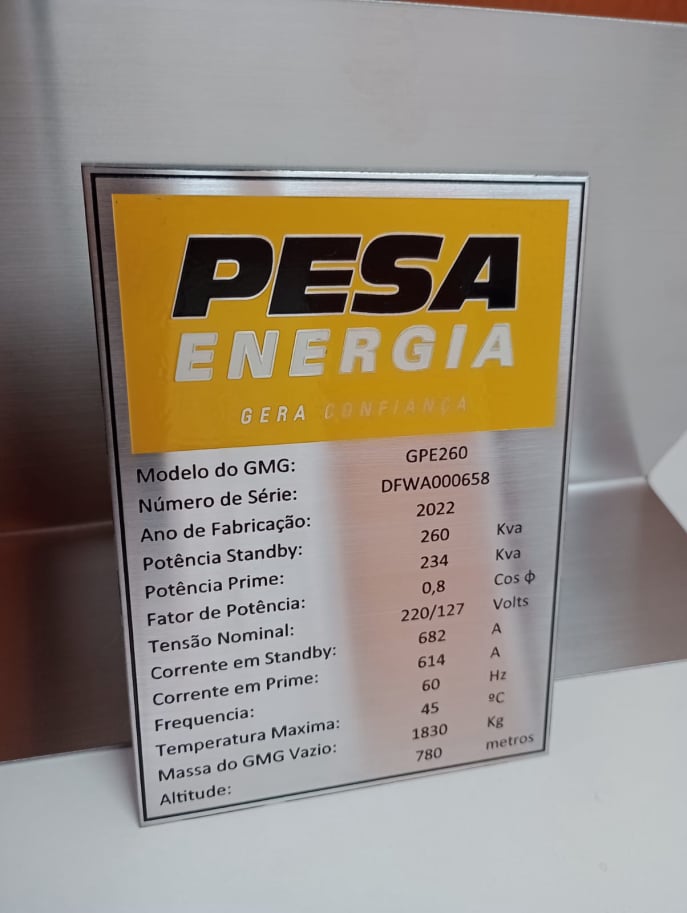 PESA
ENERGIA
GERA CONFIANÇA
Modelo do GMG: GPE260
Número de Série: DFWA000658
Ano de Fabricação: 2022
Potência Standby: 260 Kva
Potência Prime: 234 Kva
Fator de Potência: 0,8 Cos ϕ
Tensão Nominal: 220/127 Volts
Corrente em Standby: 682 A
Corrente em Prime: 614 A
Frequencia: 60 Hz
Temperatura Maxima: 45 ºC
Massa do GMG Vazio: 1830 Kg
Altitude: 780 metros